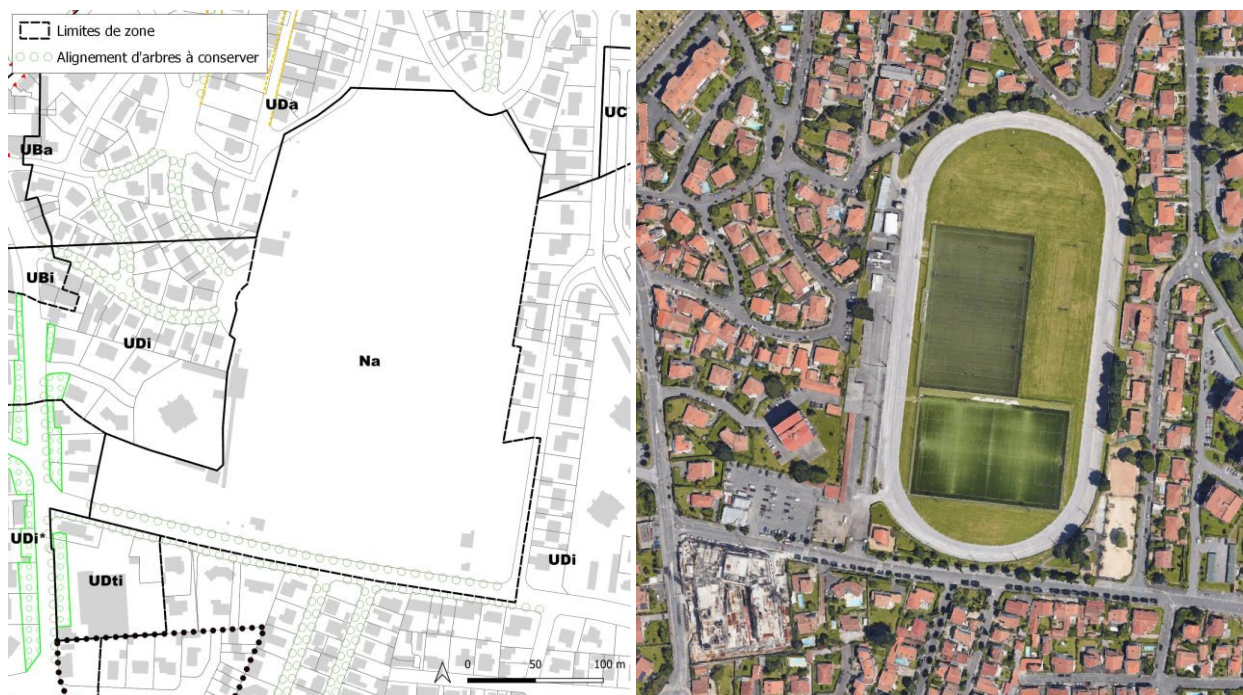 Limites de zone
Alignement d'arbres à conserver
UDa
UC
UBa
UBi
UDi
Na
UDi*
UDi
UDti
0 50 100 m